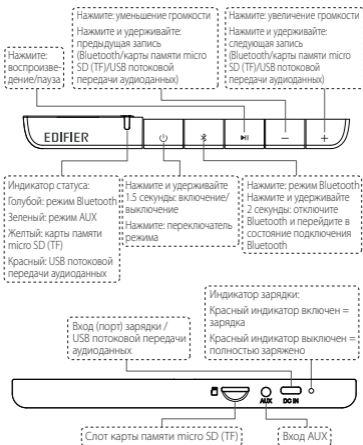 Нажмите: уменьшение громкости
Нажмите и удерживайте:
предыдущая запись
(Bluetooth/карты памяти micro
SD (TF)/USB потоковой
передачи аудиоданных)
Нажмите: увеличение громкости
Нажмите и удерживайте:
следующая запись
(Bluetooth/карты памяти micro
SD (TF)/USB потоковой
передачи аудиоданных)
Нажмите:
воспроизве-
дение/пауза
EDIFIER
Индикатор статуса:
Голубой: режим Bluetooth
Зеленый: режим AUX
Желтый: карты памяти
micro SD (TF)
Красный: USB потоковой
передачи аудиоданных
Нажмите и удерживайте
1.5 секунды: включение/
выключение
Нажмите: переключатель
режима
Нажмите: режим Bluetooth
Нажмите и удерживайте
2 секунды: отключите
Bluetooth и перейдите в
состояние подключения
Bluetooth
Индикатор зарядки:
Красный индикатор включен =
зарядка
Красный индикатор выключен =
полностью заряжено
Вход (порт) зарядки /
USB потоковой передачи
аудиоданных
AUX
DC IN
Слот карты памяти micro SD (TF)
Вход AUX